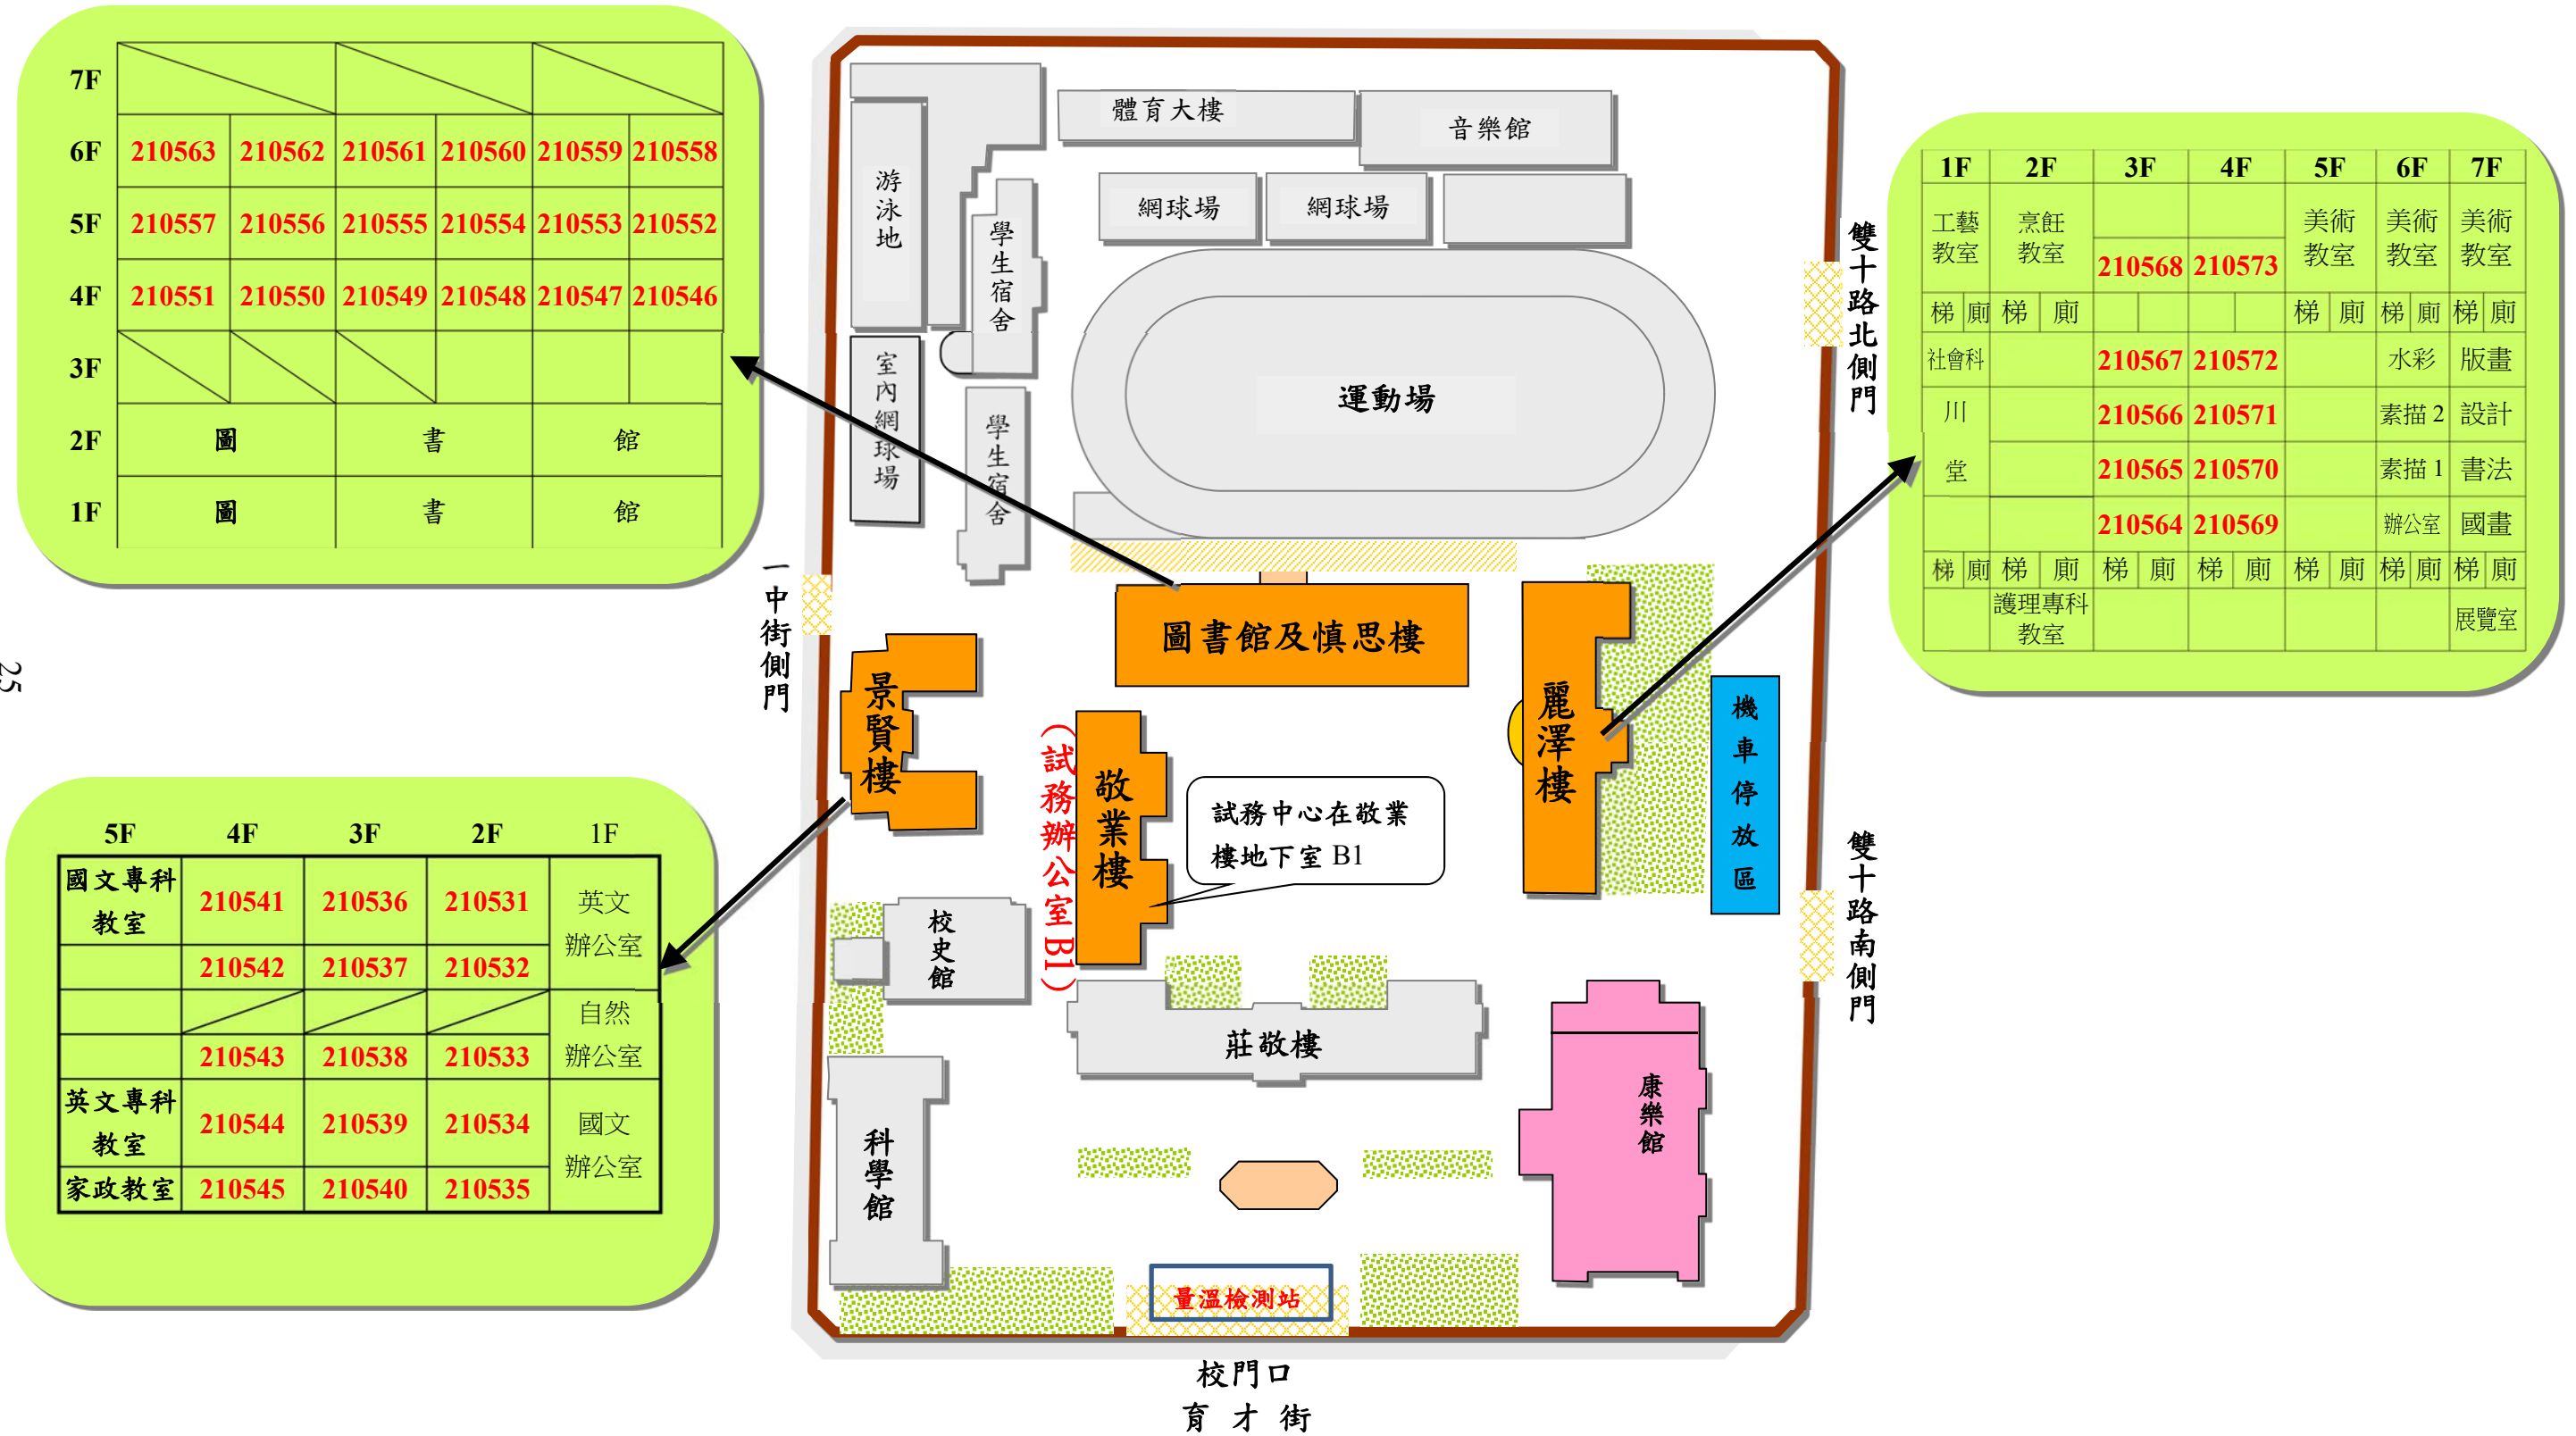 7F
6F 210563 210562 210561 210560 210559 210558
5F 210557 210556 210555 210554 210553 210552
4F 210551 210550 210549 210548 210547 210546
3F
2F 圖 書 館
1F 圖 書 館
5F 4F 3F 2F 1F
國文專科教室 210541 210536 210531 英文辦公室
210542 210537 210532
自然辦公室
210543 210538 210533
英文專科教室 210544 210539 210534 國文辦公室
家政教室 210545 210540 210535
1F 2F 3F 4F 5F 6F 7F
工藝教室 烹飪教室 美術教室 美術教室 美術教室
210568 210573
梯 廁 梯 廁 梯 廁 梯 廁 梯 廁
社會科 210567 210572 水彩 版畫
川 210566 210571 素描2 設計
堂 210565 210570 素描1 書法
210564 210569 辦公室 國畫
梯 廁 梯 廁 梯 廁 梯 廁 梯 廁 梯 廁 梯 廁
護理專科教室 展覽室
體育大樓
音樂館
游泳地
學生宿舍
網球場
網球場
室內網球場
學生宿舍
運動場
雙十路北側門
一中街側門
圖書館及慎思樓
景賢樓
麗澤樓
機車停放區
(試務辦公室B1)
敬業樓
試務中心在敬業
樓地下室 B1
雙十路南側門
校史館
莊敬樓
康樂館
科學館
量溫檢測站
校門口
育 才 街
25